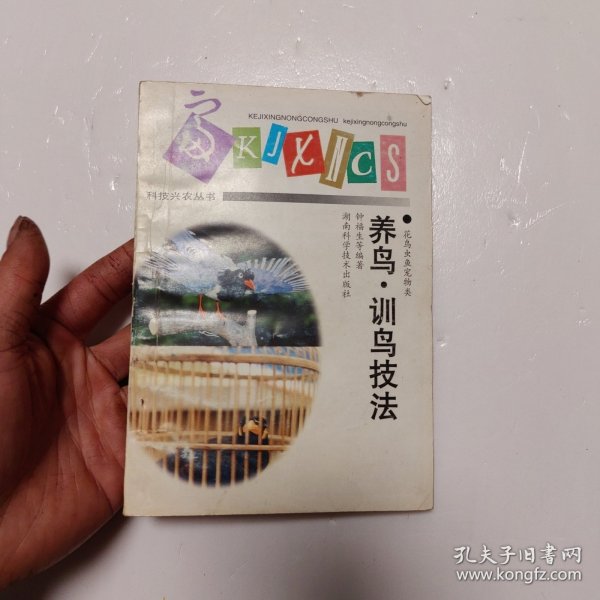 KEJIXINGNONGCONGSHU kejixingnongcongshu
KJXNCS
科技兴农丛书
●花鸟虫鱼宠物类
养鸟·训鸟技法
钟福生等编著
湖南科学技术出版社
孔夫子旧书网
www.kongfz.com